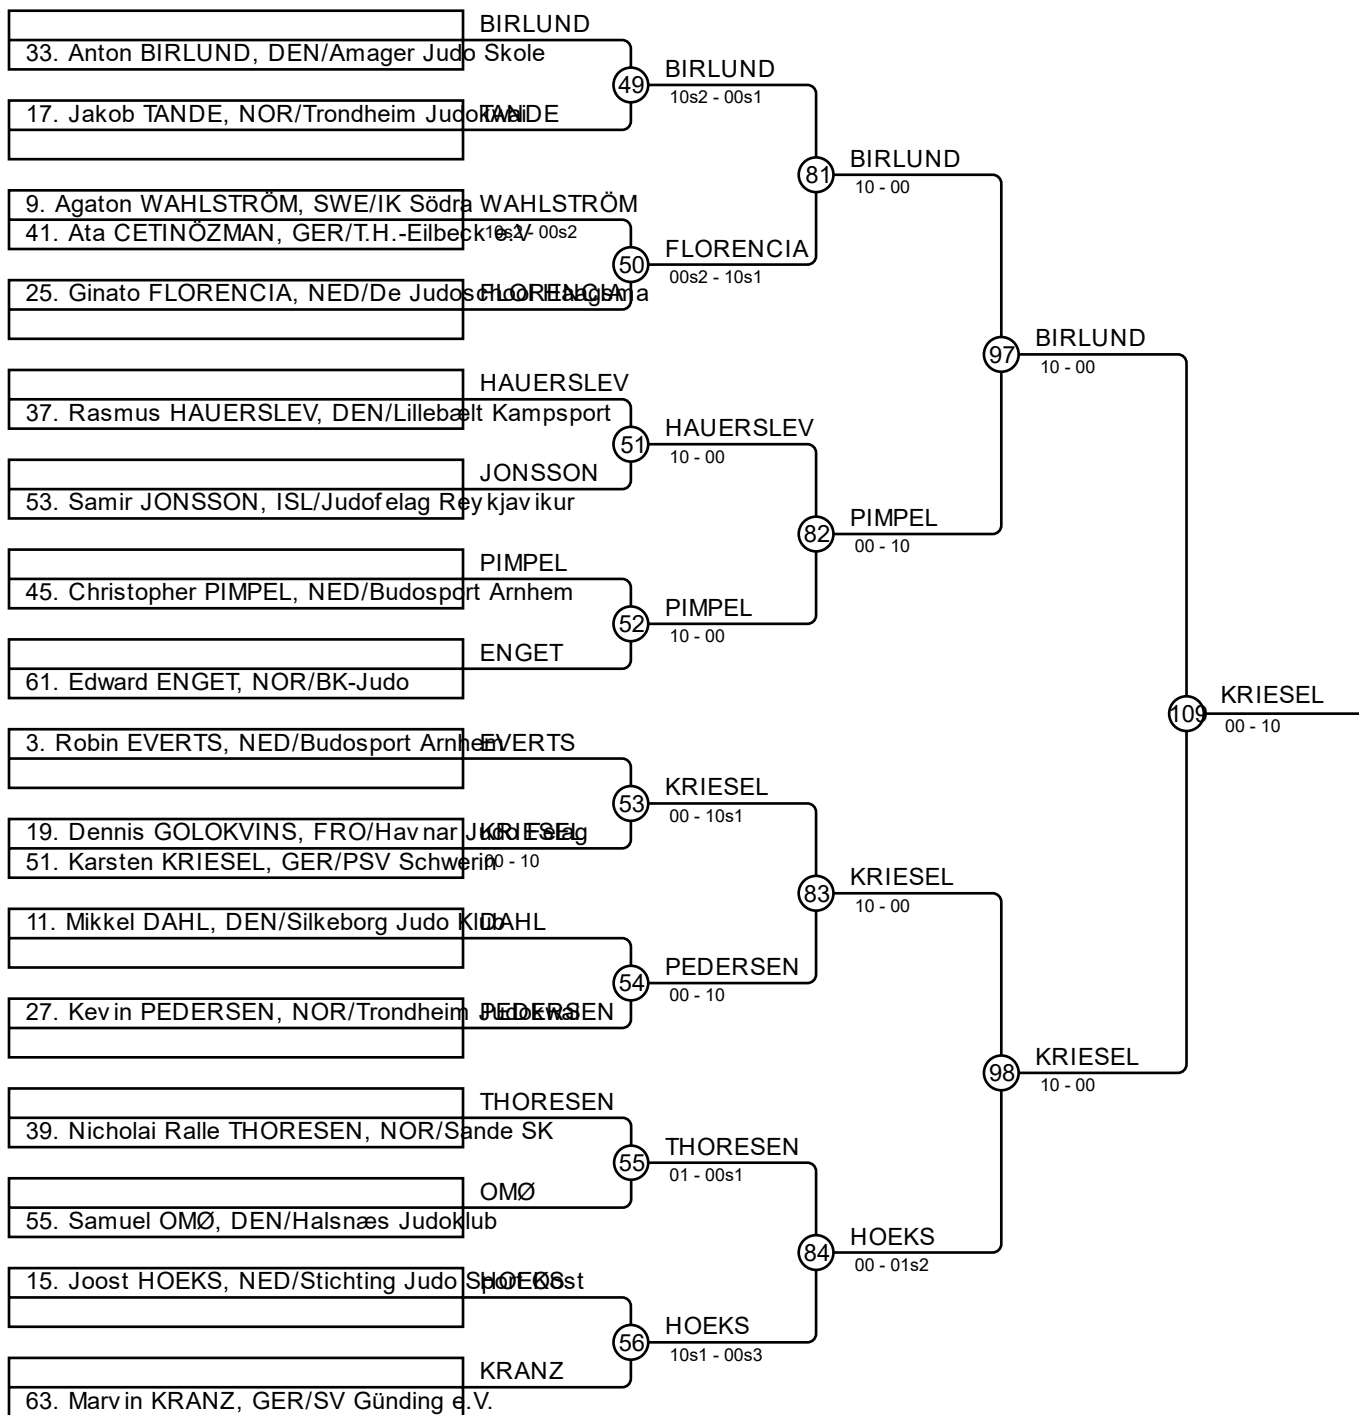 BIRLUND
33. Anton BIRLUND, DEN/Amager Judo Skole
49
BIRLUND
10s2 - 00s1
17. Jakob TANDE, NOR/Trondheim Judokwai
TANDE
81
BIRLUND
10 - 00
9. Agaton WAHLSTRÖM, SWE/IK Södra
WAHLSTRÖM
41. Ata CETINÖZMAN, GER/T.H.-Eilbeck e.V
10s2 - 00s2
50
FLORENCIA
00s2 - 10s1
25. Ginato FLORENCIA, NED/De Judoschool Haagsma
FLORENCIA
97
BIRLUND
10 - 00
HAUERSLEV
37. Rasmus HAUERSLEV, DEN/Lillebælt Kampsport
51
HAUERSLEV
10 - 00
JONSSON
53. Samir JONSSON, ISL/Judofelag Reykjavikur
82
PIMPEL
00 - 10
PIMPEL
45. Christopher PIMPEL, NED/Budosport Arnhem
52
PIMPEL
10 - 00
ENGET
61. Edward ENGET, NOR/BK-Judo
109
KRIESEL
00 - 10
3. Robin EVERTS, NED/Budosport Arnhem
EVERTS
53
KRIESEL
00 - 10s1
19. Dennis GOLOKVINS, FRO/Havnar Judo Felag
KRIESEL
51. Karsten KRIESEL, GER/PSV Schwerin
00 - 10
83
KRIESEL
10 - 00
11. Mikkel DAHL, DEN/Silkeborg Judo Klub
DAHL
54
PEDERSEN
00 - 10
27. Kevin PEDERSEN, NOR/Trondheim Judokwai
PEDERSEN
98
KRIESEL
10 - 00
THORESEN
39. Nicholai Ralle THORESEN, NOR/Sande SK
55
THORESEN
01 - 00s1
OMØ
55. Samuel OMØ, DEN/Halsnæs Judoklub
84
HOEKS
00 - 01s2
15. Joost HOEKS, NED/Stichting Judo Sport Oost
HOEKS
56
HOEKS
10s1 - 00s3
KRANZ
63. Marvin KRANZ, GER/SV Günding e.V.